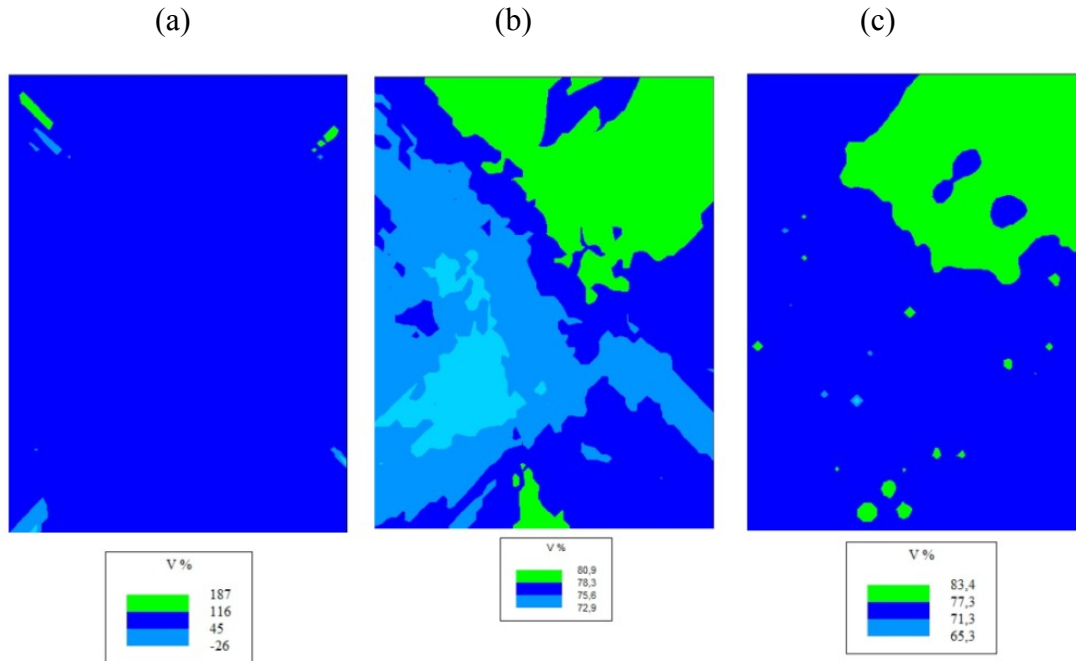 (a)
(b)
(c)
V %
187
116
45
-26
V %
80,9
78,3
75,6
72,9
V %
83,4
77,3
71,3
65,3